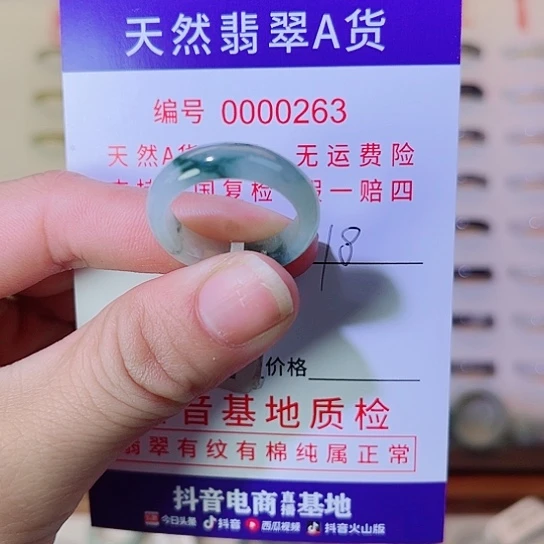 天然翡翠A货
编号 0000263
天然A 无运费险
国复检 一赔四
18
价格
音基地质检
翡翠有纹有棉纯属正常
抖音电商直播基地
今日头条 抖音 西瓜视频 抖音火山版